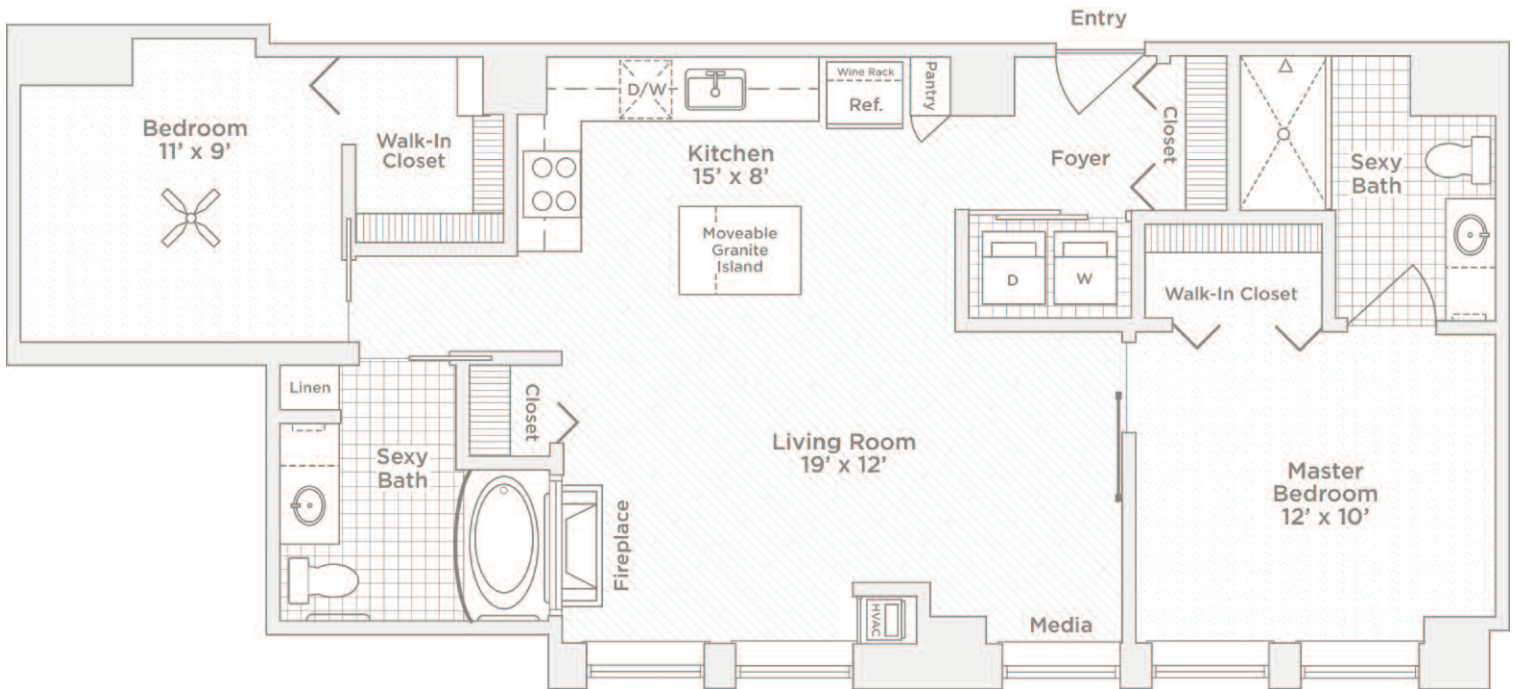 Entry
Wine Rack
Ref.
Pantry
D/W
Bedroom
11’ x 9’
Walk-In
Closet
Kitchen
15’ x 8’
Foyer
Closet
Sexy
Bath
Moveable
Granite
Island
D
W
Walk-In Closet
Linen
Closet
Sexy
Bath
Living Room
19’ x 12’
Master
Bedroom
12’ x 10’
Fireplace
HVAC
Media